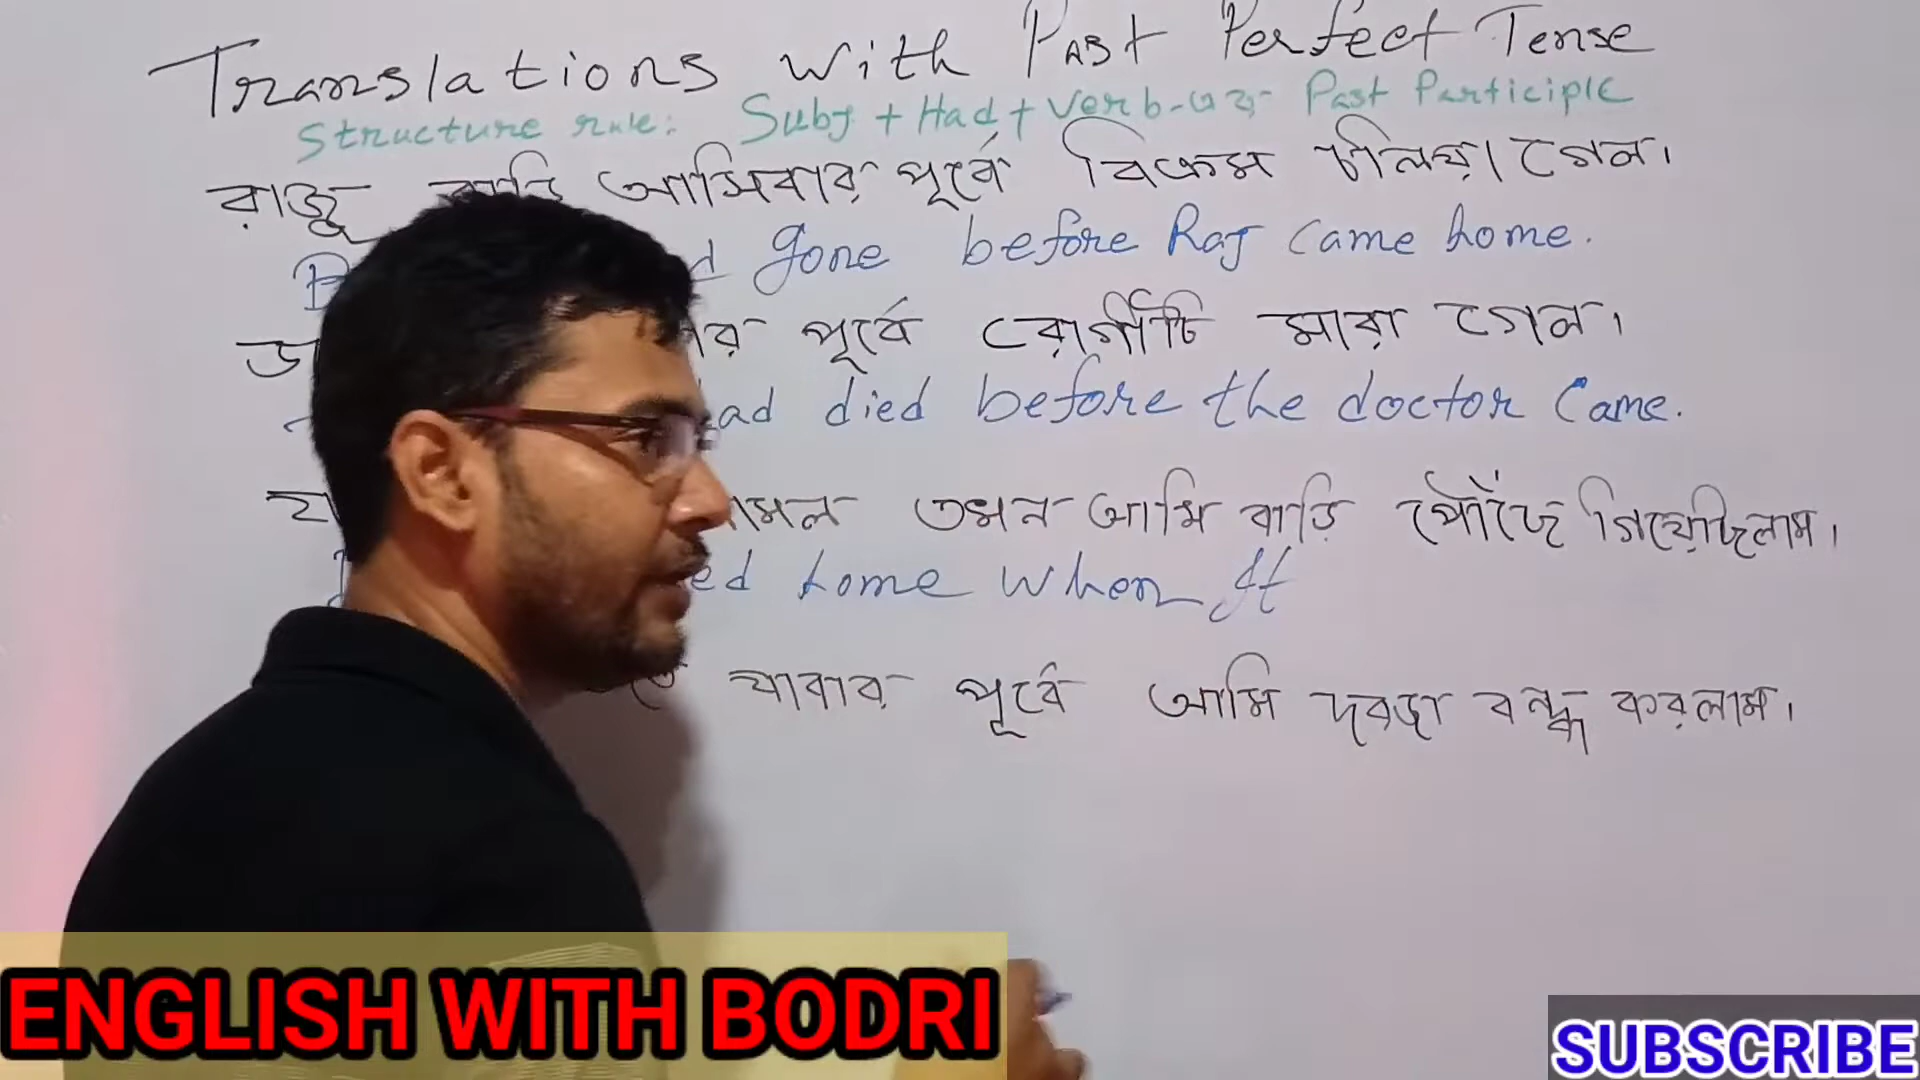 Translations with Past Perfect Tense
Structure rule: Subj + Had + Verb-এর Past Participle
রাজু বাড়ি আসিবার পূর্বে বিক্রম চলিয়া গেল।
gone before Raj came home.
পূর্বে রোগীটি মারা গেল।
had died before the doctor came.
নামল তখন আমি বাড়ি পৌঁছে গিয়েছিলাম।
home when it
যাবার পূর্বে আমি দরজা বন্ধ করলাম।
ENGLISH WITH BODRI
SUBSCRIBE